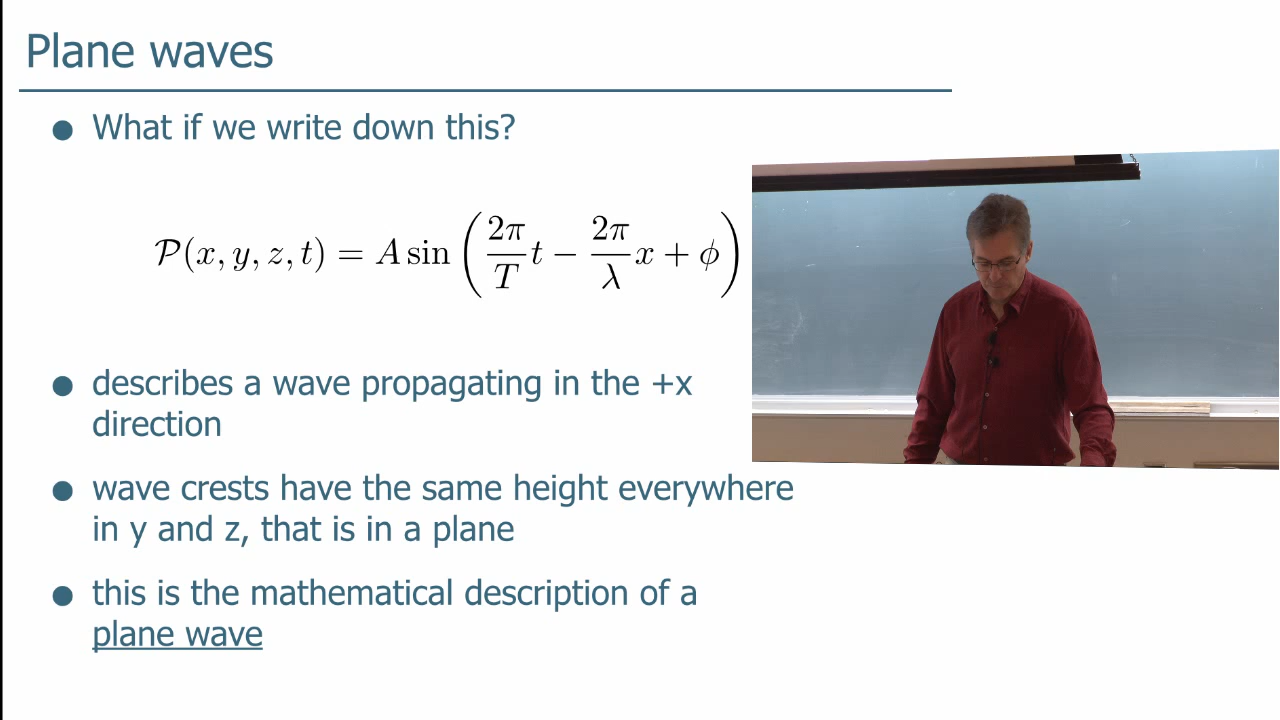 Plane waves
● What if we write down this?
𝒫(x, y, z, t) = A sin (2π/T t − 2π/λ x + ϕ)
● describes a wave propagating in the +x
direction
● wave crests have the same height everywhere
in y and z, that is in a plane
● this is the mathematical description of a
plane wave